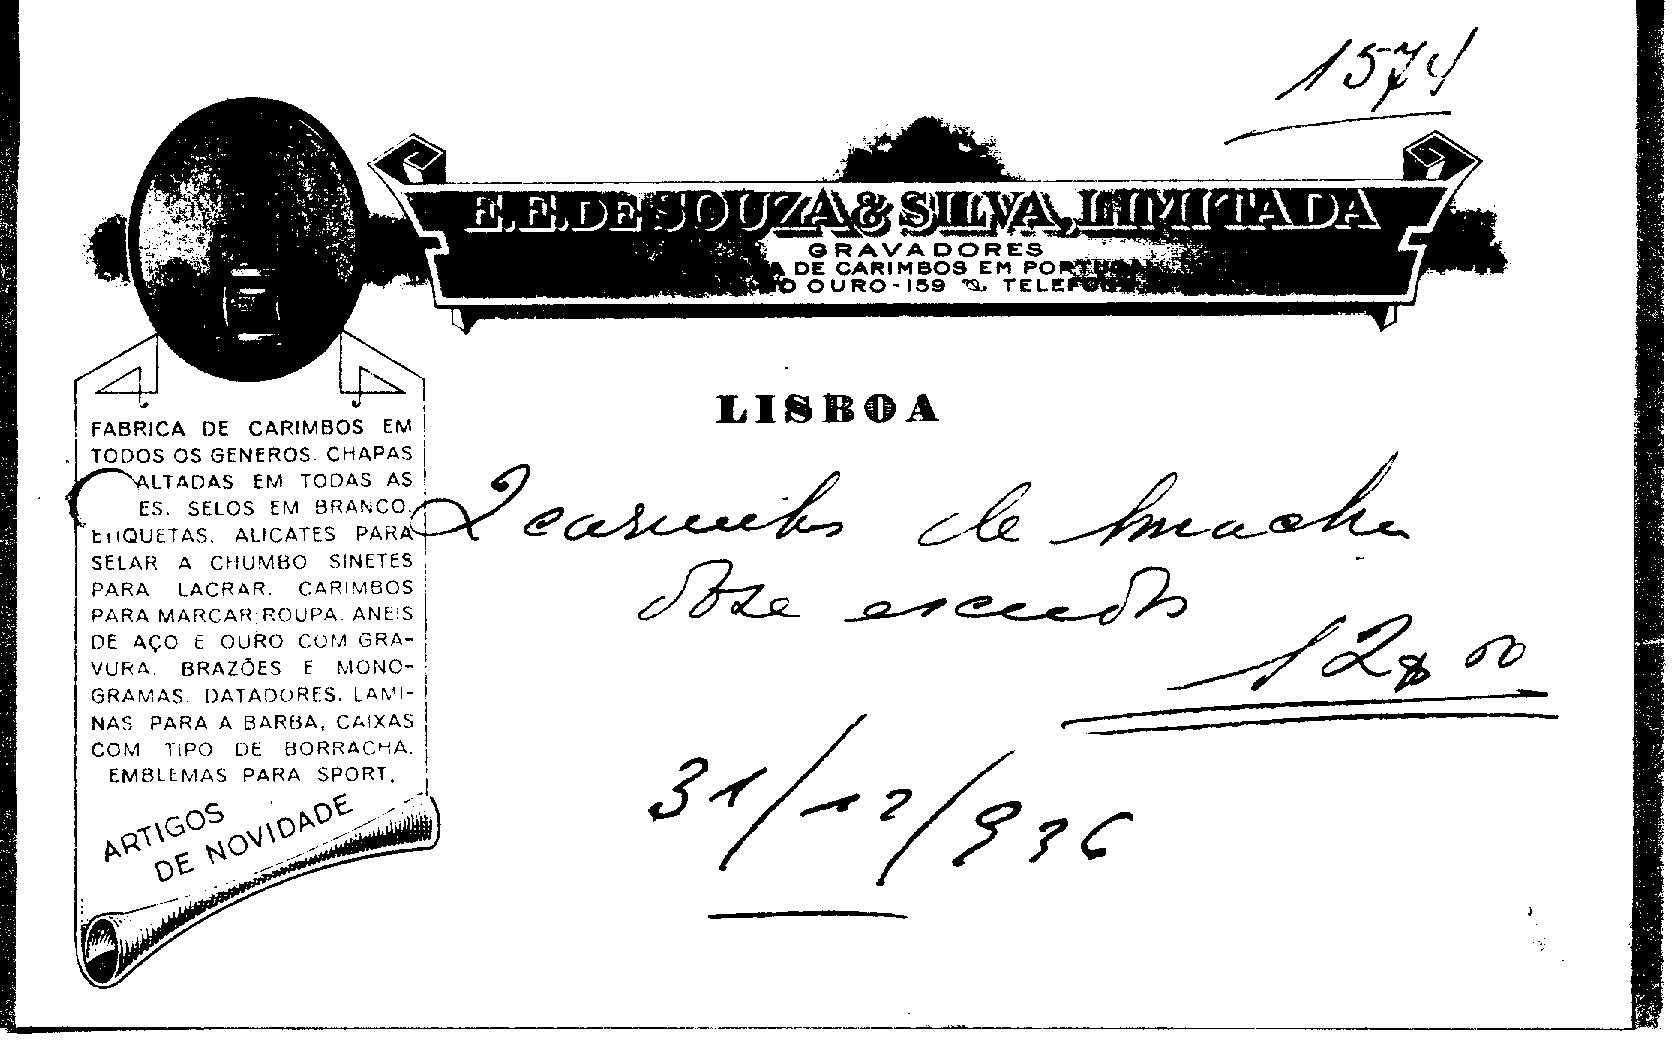 1574
E. E. DE SOUZA & SILVA, LIMITADA
GRAVADORES
DE CARIMBOS EM PORTUGAL
OURO - 159 TELEF
LISBOA
FABRICA DE CARIMBOS EM
TODOS OS GENEROS. CHAPAS
ALTADAS EM TODAS AS
ES. SELOS EM BRANCO.
ETIQUETAS. ALICATES PARA
SELAR A CHUMBO SINETES
PARA LACRAR. CARIMBOS
PARA MARCAR ROUPA. ANEIS
DE AÇO E OURO COM GRA-
VURA. BRAZÕES E MONO-
GRAMAS. DATADORES. LAMI-
NAS PARA A BARBA, CAIXAS
COM TIPO DE BORRACHA.
EMBLEMAS PARA SPORT.
ARTIGOS
DE NOVIDADE
2 carimbos de borracha
doze escudos
12$00
31/12/936